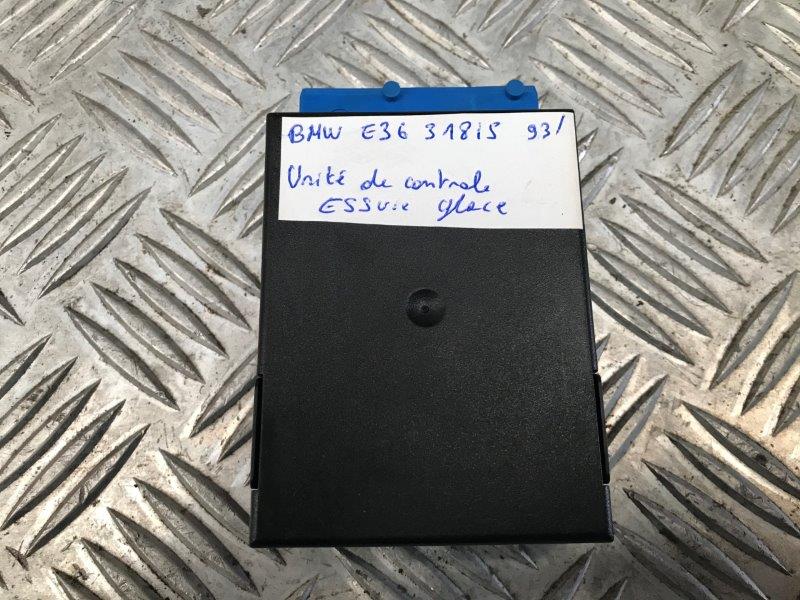 BMW E36 318iS 93/
Unité de controle
ESSuie glace